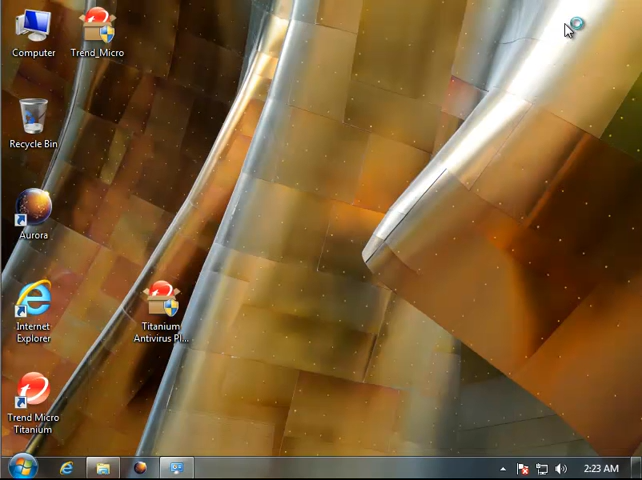 Computer
Trend_Micro
Recycle Bin
Aurora
Internet
Explorer
Titanium
Antivirus Pl...
Trend Micro
Titanium
2:23 AM